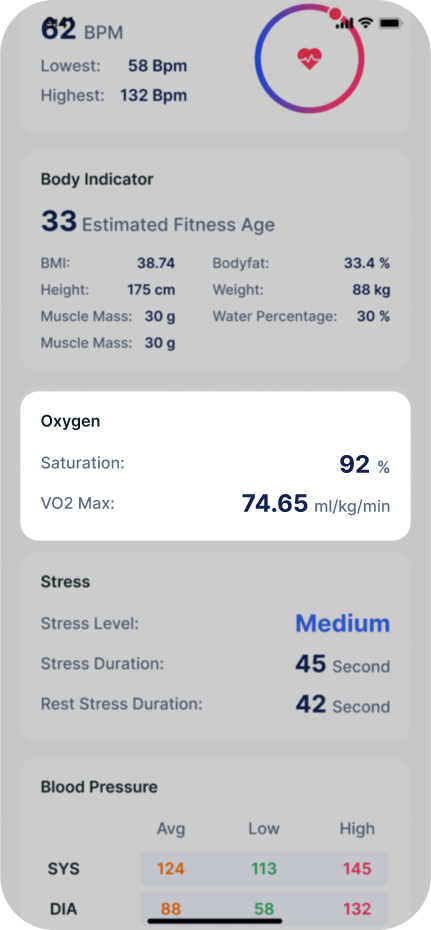 62 BPM
Lowest: 58 Bpm
Highest: 132 Bpm
Body Indicator
33 Estimated Fitness Age
BMI: 38.74 Bodyfat: 33.4 %
Height: 175 cm Weight: 88 kg
Muscle Mass: 30 g Water Percentage: 30 %
Muscle Mass: 30 g
Oxygen
Saturation: 92 %
VO2 Max: 74.65 ml/kg/min
Stress
Stress Level: Medium
Stress Duration: 45 Second
Rest Stress Duration: 42 Second
Blood Pressure
Avg Low High
SYS 124 113 145
DIA 88 58 132